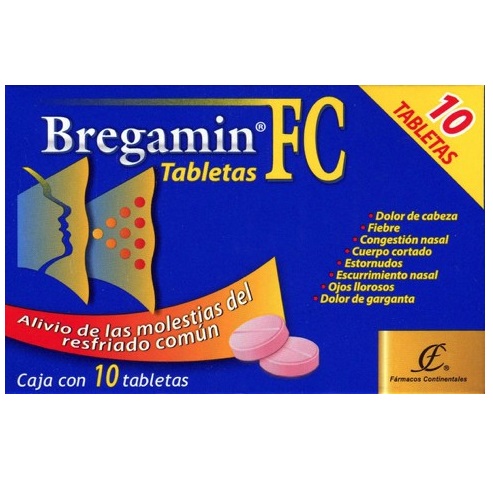 10
TABLETAS
Bregamin® FC
Tabletas
• Dolor de cabeza
• Fiebre
• Congestión nasal
• Cuerpo cortado
• Estornudos
• Escurrimiento nasal
• Ojos llorosos
• Dolor de garganta
Alivio de las molestias del
resfriado común
Caja con 10 tabletas
CF®
Fármacos Continentales